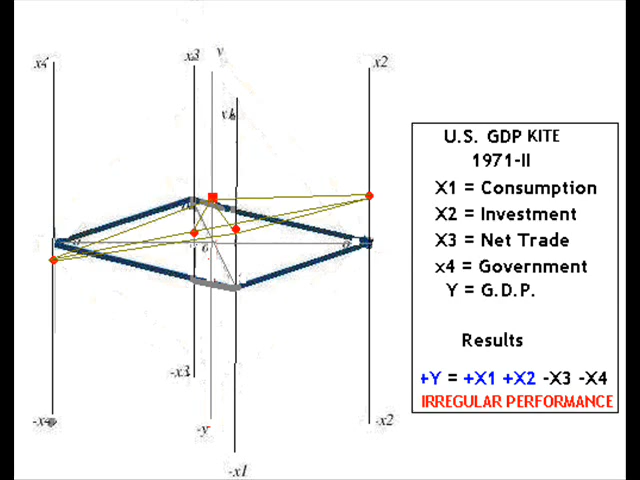 x4
x3
y
x2
U.S. GDP KITE
1971-II
X1 = Consumption
X2 = Investment
X3 = Net Trade
x4 = Government
Y = G.D.P.
Results
+Y = +X1 +X2 -X3 -X4
IRREGULAR PERFORMANCE
-x3
-x4
-y
-x2
-x1